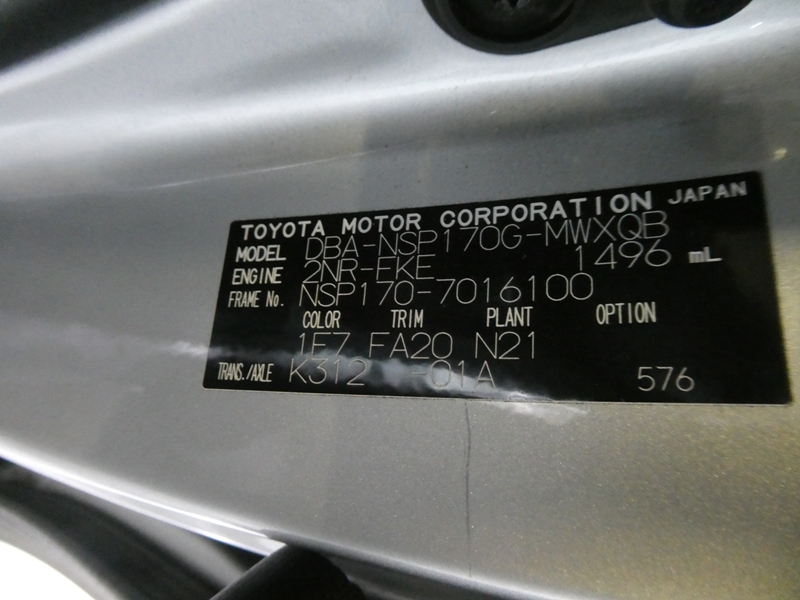 TOYOTA MOTOR CORPORATION JAPAN
MODEL DBA-NSP170G-MWXQB
ENGINE 2NR-FKE 1496 mL
FRAME No. NSP170-7016100
COLOR TRIM PLANT OPTION
1F7 FA20 N21
TRANS./AXLE K312 -01A 576